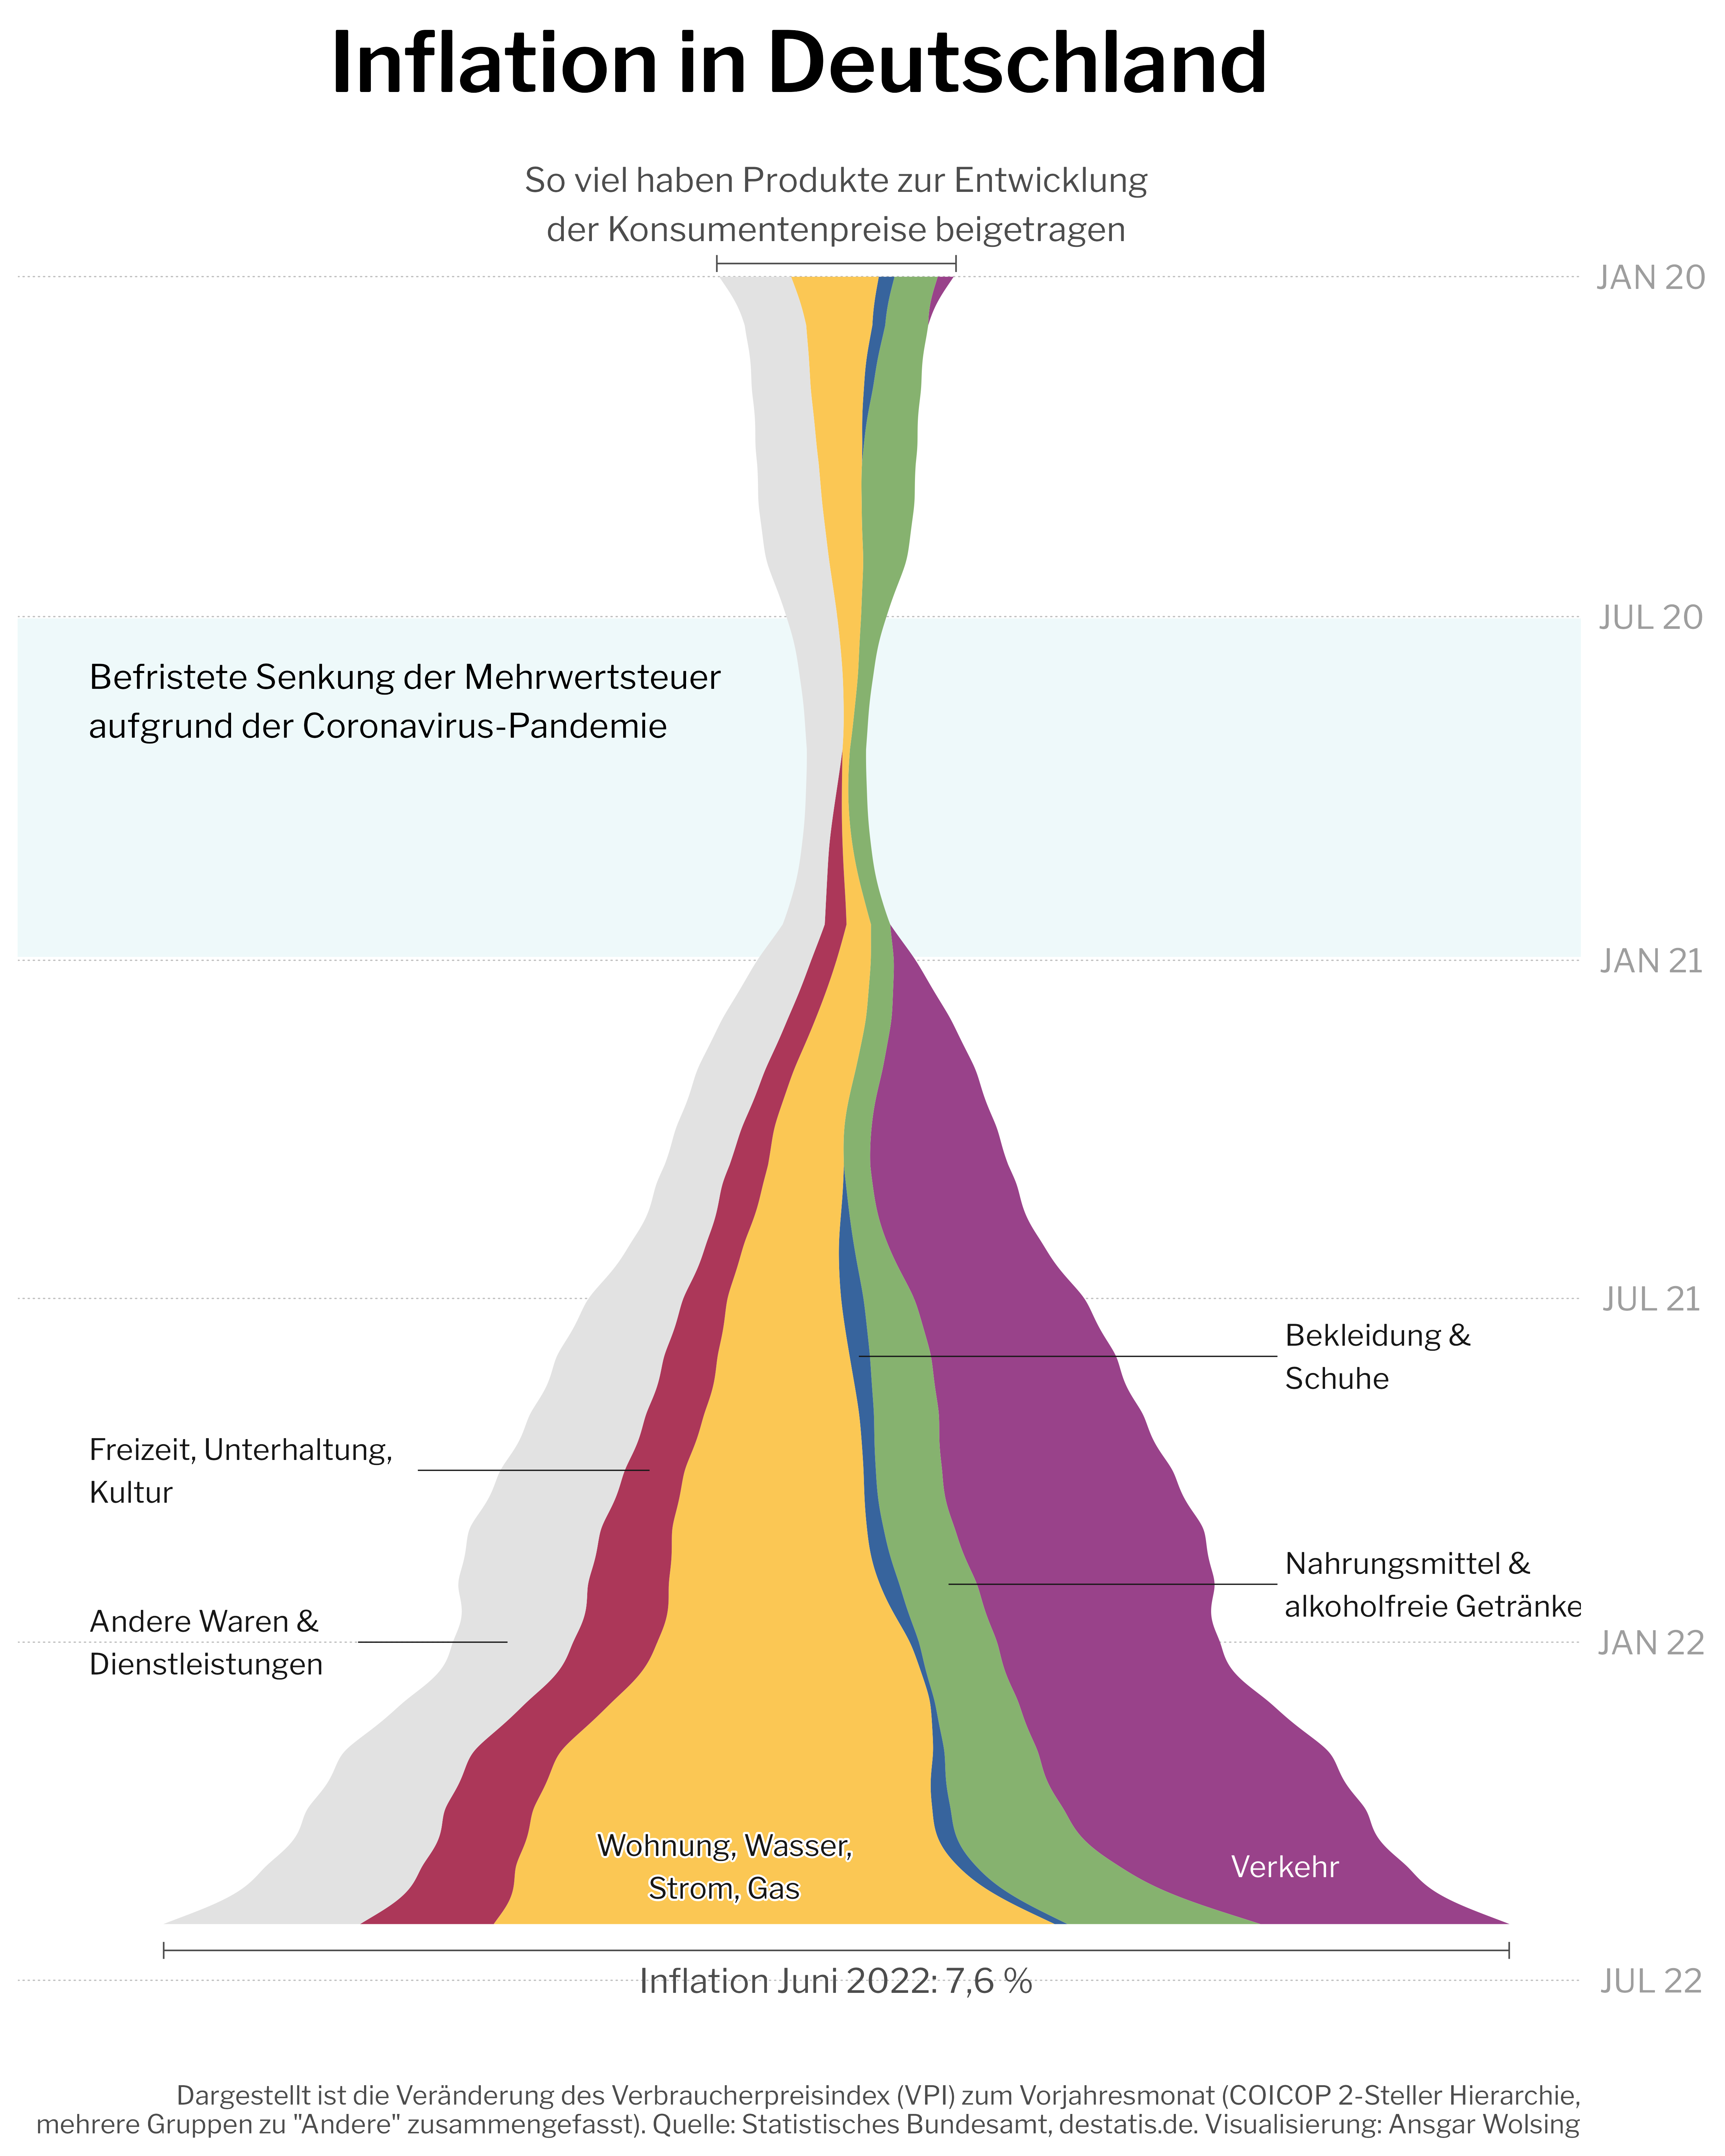 Inflation in Deutschland
So viel haben Produkte zur Entwicklung
der Konsumentenpreise beigetragen
JAN 20
JUL 20
Befristete Senkung der Mehrwertsteuer
aufgrund der Coronavirus-Pandemie
JAN 21
JUL 21
Bekleidung &
Schuhe
Freizeit, Unterhaltung,
Kultur
Nahrungsmittel &
alkoholfreie Getränke
Andere Waren &
Dienstleistungen
JAN 22
Wohnung, Wasser,
Strom, Gas
Verkehr
Inflation Juni 2022: 7,6 %
JUL 22
Dargestellt ist die Veränderung des Verbraucherpreisindex (VPI) zum Vorjahresmonat (COICOP 2-Steller Hierarchie,
mehrere Gruppen zu "Andere" zusammengefasst). Quelle: Statistisches Bundesamt, destatis.de. Visualisierung: Ansgar Wolsing